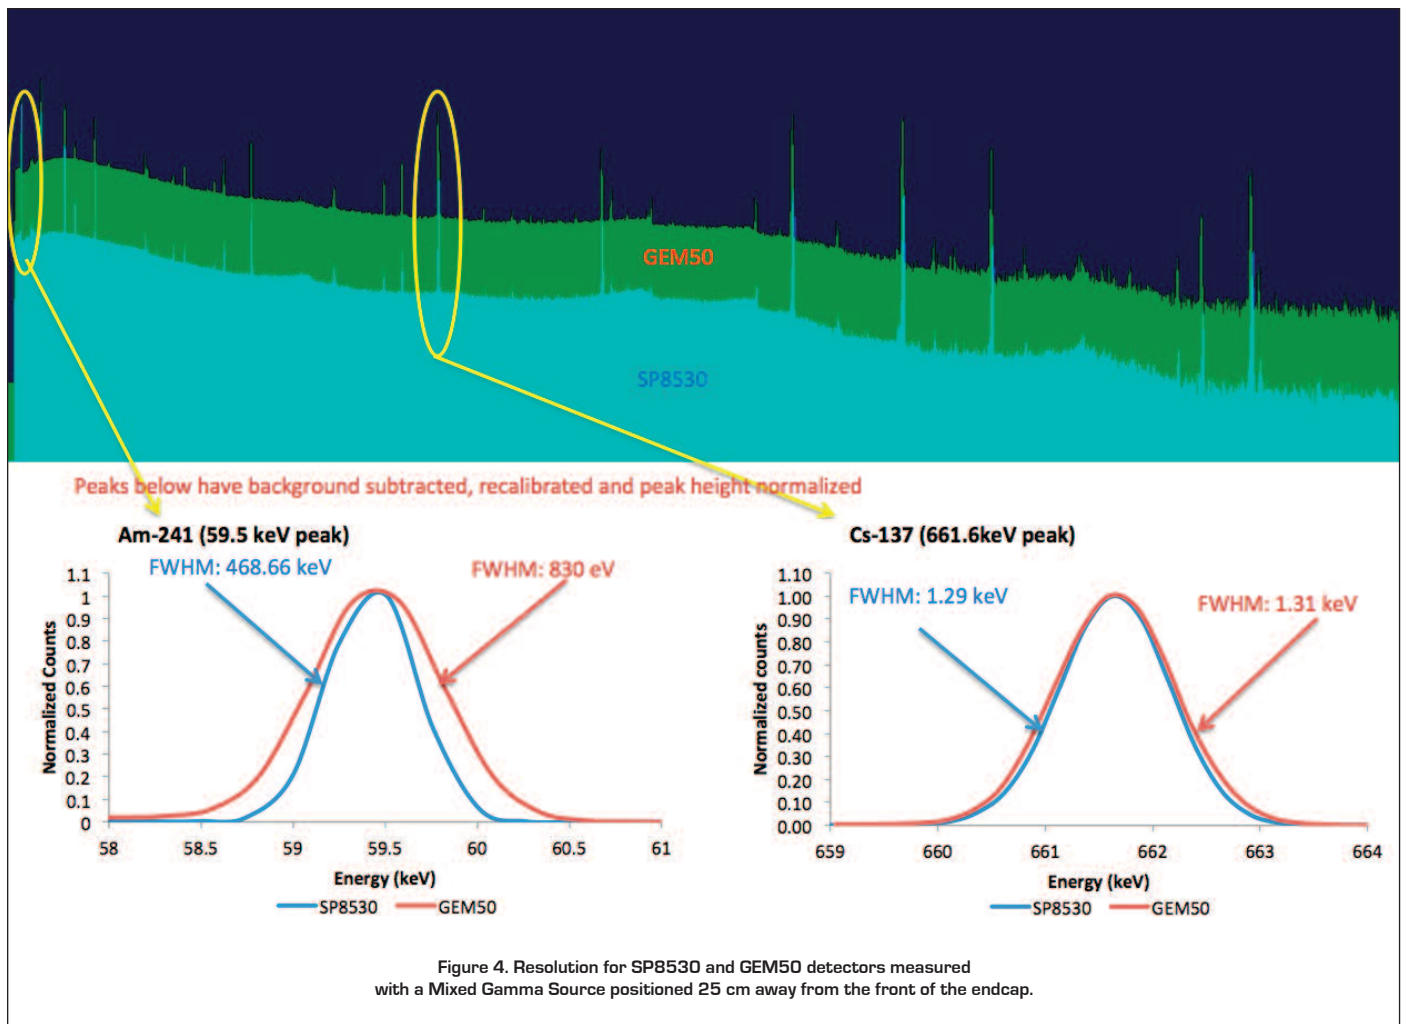 GEM50
SP8530
Peaks below have background subtracted, recalibrated and peak height normalized
Am-241 (59.5 keV peak)
FWHM: 468.66 keV
FWHM: 830 eV
Normalized Counts
1.1
1
0.9
0.8
0.7
0.6
0.5
0.4
0.3
0.2
0.1
0
58
58.5
59
59.5
60
60.5
61
Energy (keV)
SP8530
GEM50
Cs-137 (661.6keV peak)
FWHM: 1.29 keV
FWHM: 1.31 keV
Normalized counts
1.10
1.00
0.90
0.80
0.70
0.60
0.50
0.40
0.30
0.20
0.10
0.00
659
660
661
662
663
664
Energy (keV)
SP8530
GEM50
Figure 4. Resolution for SP8530 and GEM50 detectors measured
with a Mixed Gamma Source positioned 25 cm away from the front of the endcap.